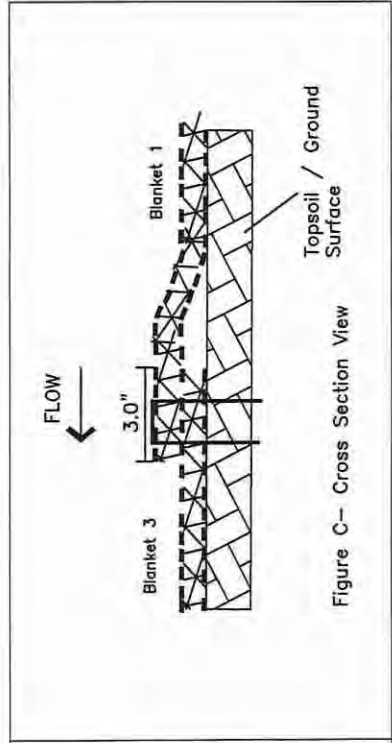 FLOW
3.0"
Blanket 3
Blanket 1
Topsoil / Ground
Surface
Figure C– Cross Section View